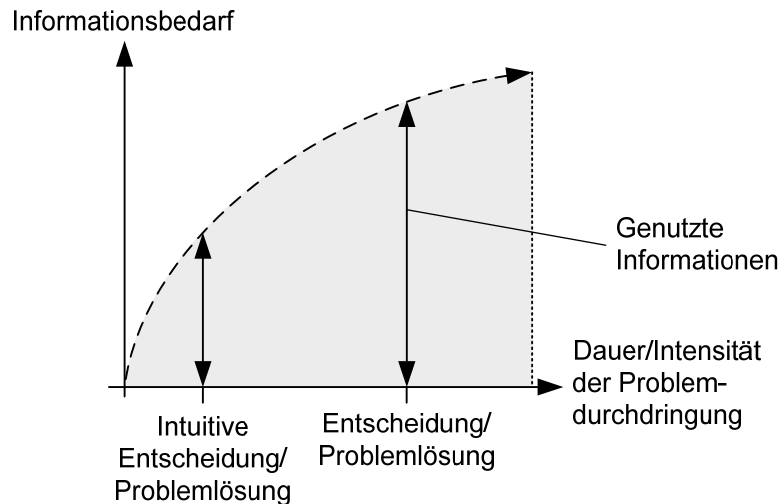 Informationsbedarf
Genutzte
Informationen
Dauer/Intensität
der Problem-
durchdringung
Intuitive
Entscheidung/
Problemlösung
Entscheidung/
Problemlösung